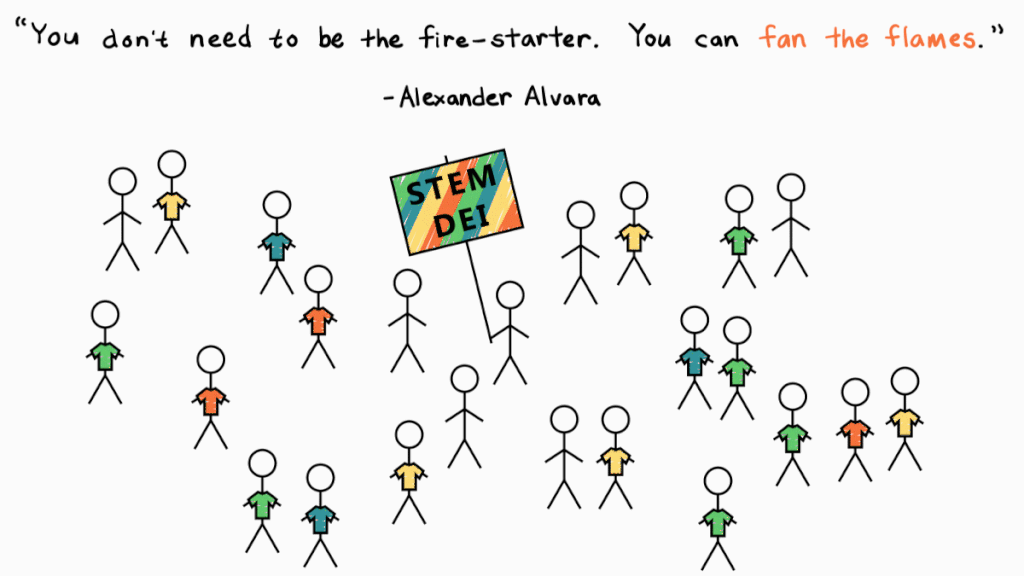 “You don't need to be the fire-starter. You can fan the flames.”
-Alexander Alvara
STEM
DEI